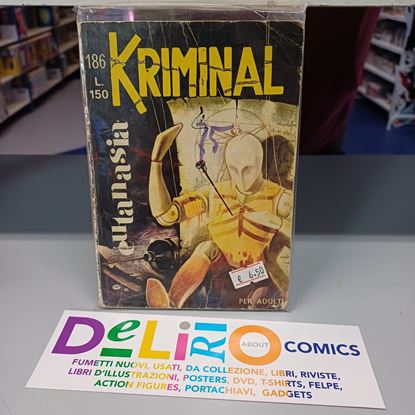 186
L.
150
KRIMINAL
eutanasia
€ 6.50
PER ADULTI
DELIRIO
ABOUT
COMICS
FUMETTI NUOVI, USATI, DA COLLEZIONE, LIBRI, RIVISTE,
LIBRI D'ILLUSTRAZIONI, POSTERS, DVD, T-SHIRTS, FELPE,
ACTION FIGURES, PORTACHIAVI, GADGETS